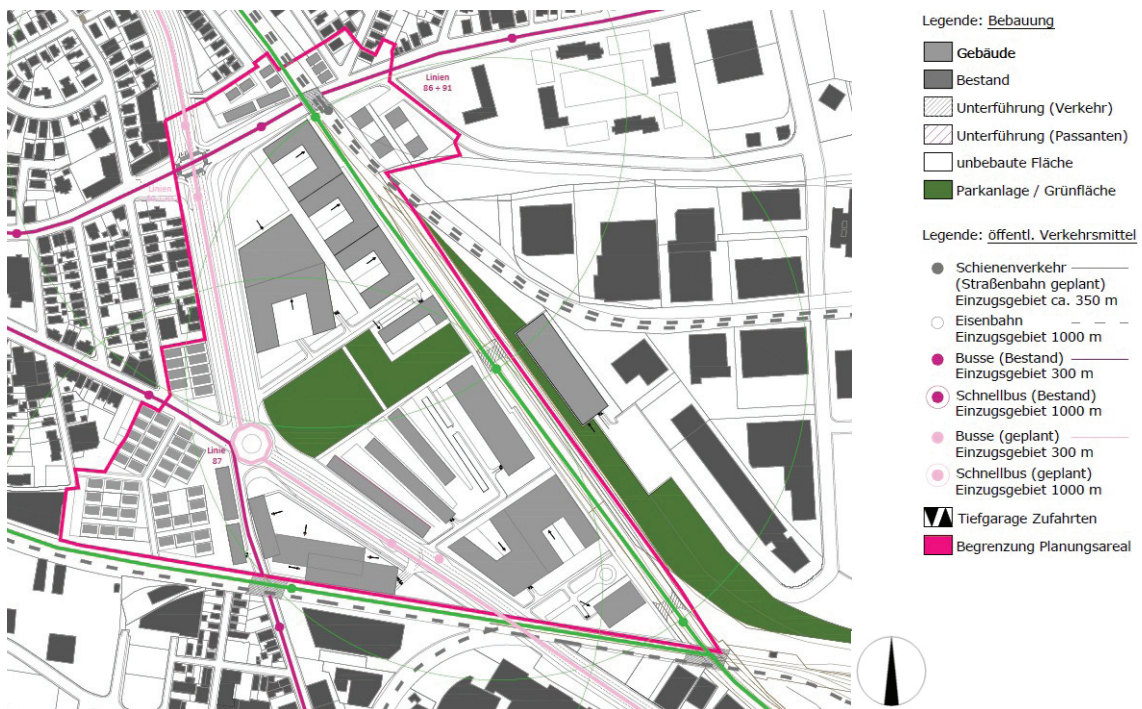 Linien
86 + 91
Linien
Linie
87
Legende: Bebauung
Gebäude
Bestand
Unterführung (Verkehr)
Unterführung (Passanten)
unbebaute Fläche
Parkanlage / Grünfläche
Legende: öffentl. Verkehrsmittel
Schienenverkehr
(Straßenbahn geplant)
Einzugsgebiet ca. 350 m
Eisenbahn
Einzugsgebiet 1000 m
Busse (Bestand)
Einzugsgebiet 300 m
Schnellbus (Bestand)
Einzugsgebiet 1000 m
Busse (geplant)
Einzugsgebiet 300 m
Schnellbus (geplant)
Einzugsgebiet 1000 m
Tiefgarage Zufahrten
Begrenzung Planungsareal